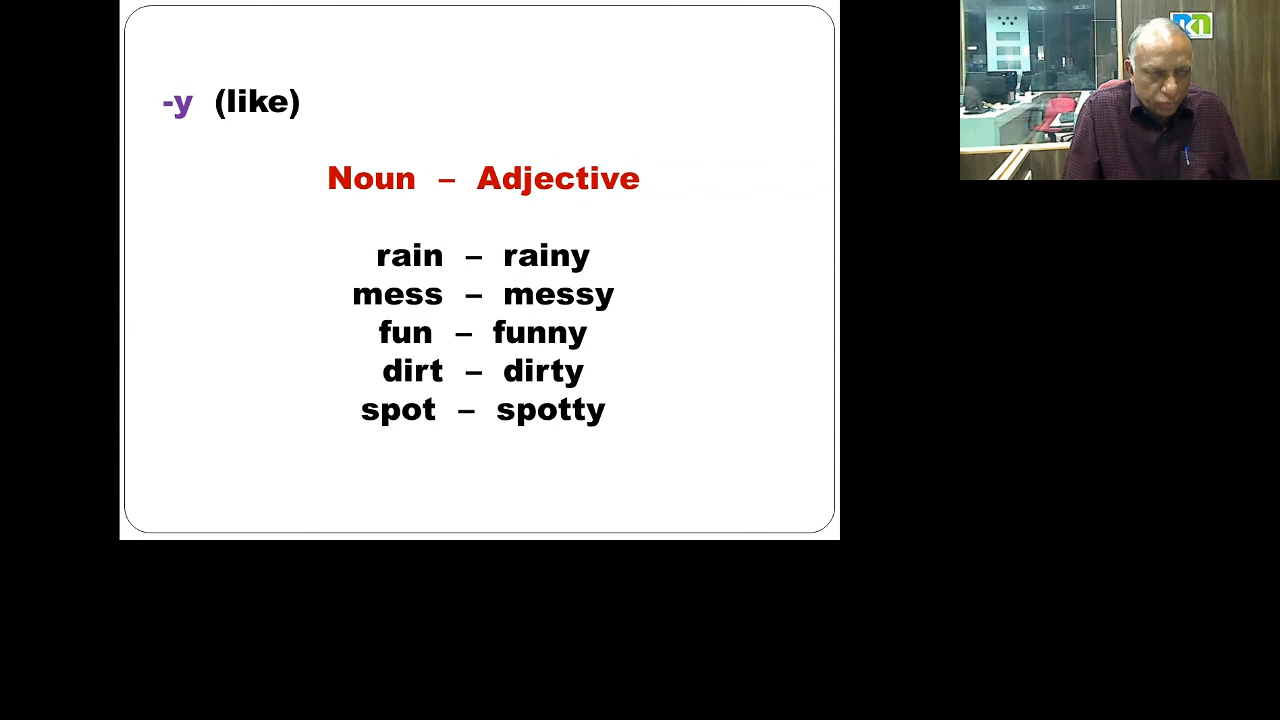 -y (like)
Noun – Adjective
rain – rainy
mess – messy
fun – funny
dirt – dirty
spot – spotty